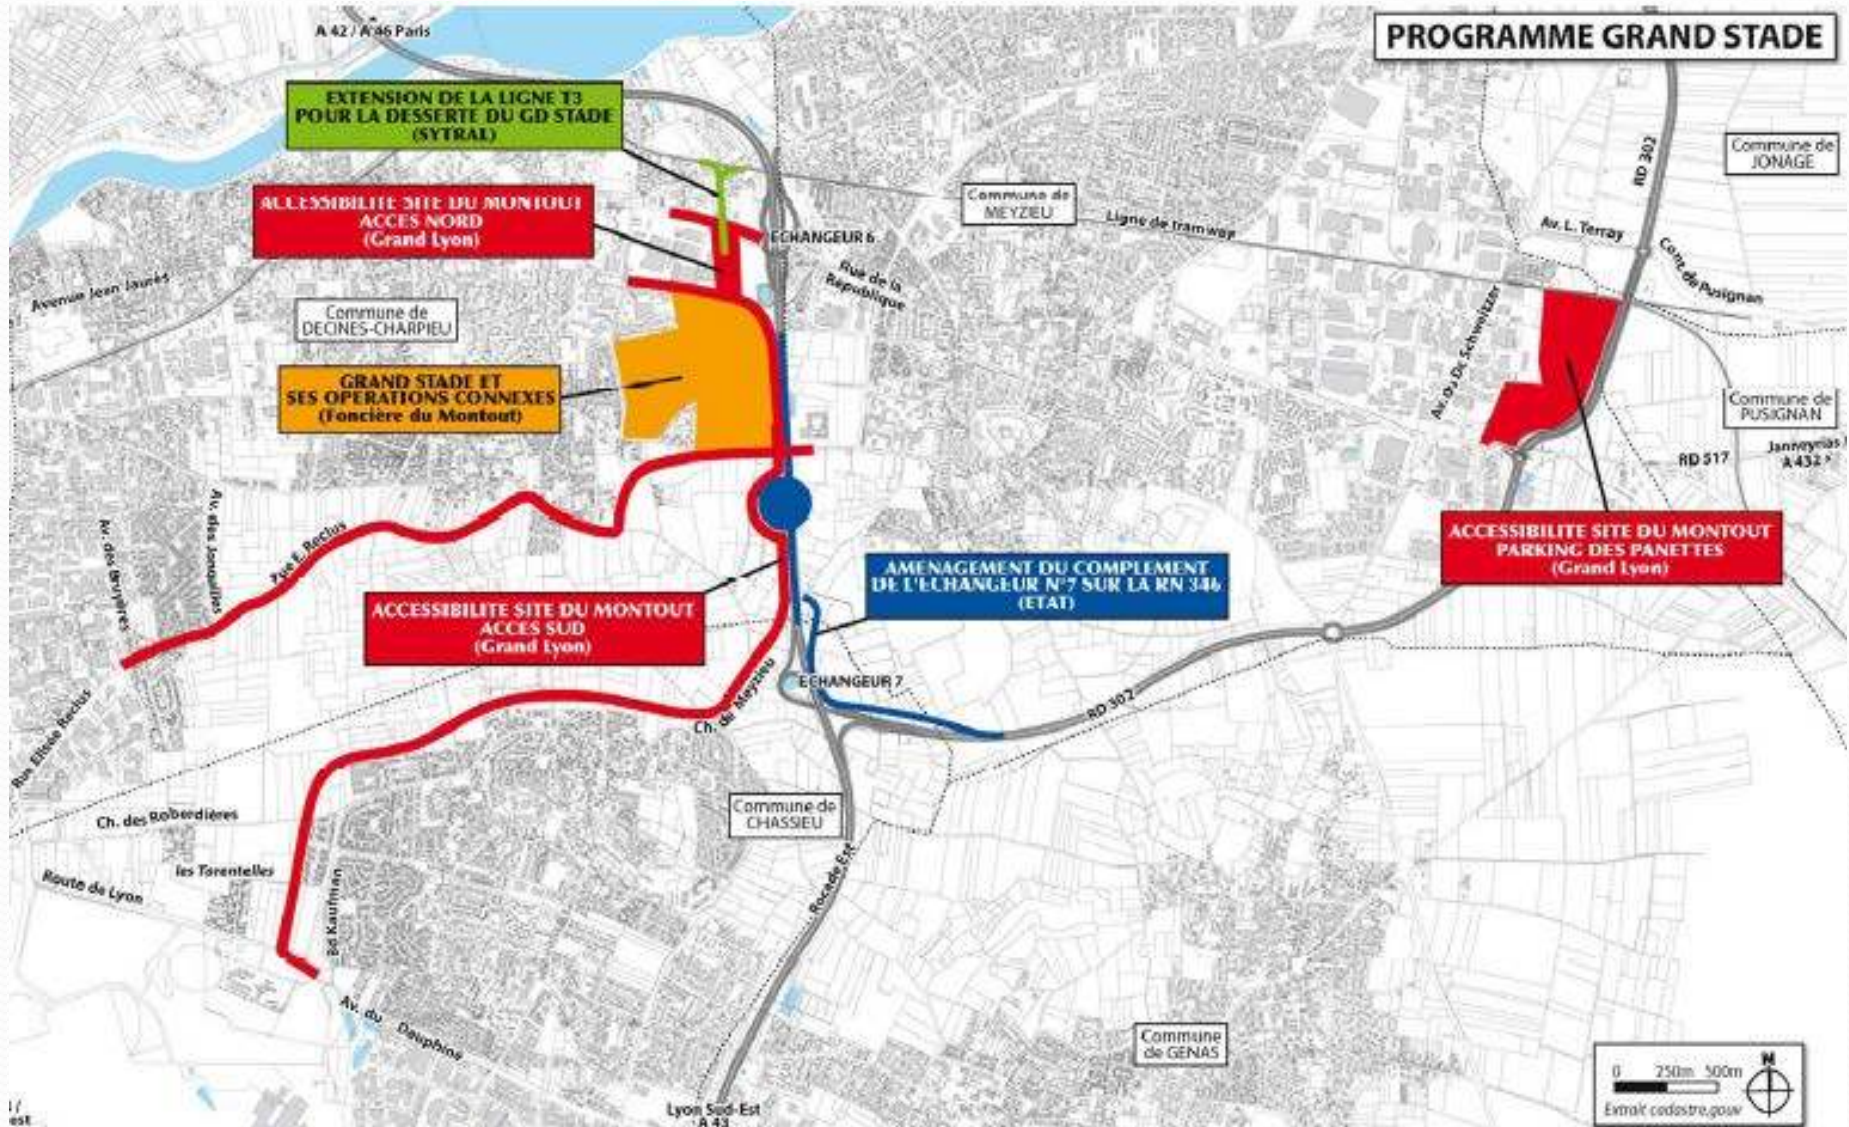 PROGRAMME GRAND STADE
A 42 / A 46 Paris
EXTENSION DE LA LIGNE T3
POUR LA DESSERTE DU GD STADE
(SYTRAL)
Commune de
JONAGE
RD 302
ACCESSIBILITE SITE DU MONTOUT
ACCES NORD
(Grand Lyon)
Commune de
MEYZIEU
Ligne de tramway
Av. L. Terray
ECHANGEUR 6
Cont de Pusignan
Rue de la
République
Avenue Jean Jaurès
Commune de
DECINES-CHARPIEU
Av. du Dr Schweitzer
GRAND STADE ET
SES OPERATIONS CONNEXES
(Foncière du Montout)
Commune de
PUSIGNAN
RD 517
Janneyrias
A 432
Av. des Jonquilles
Av. des Bruyères
Rue E. Reclus
ACCESSIBILITE SITE DU MONTOUT
PARKING DES PANETTES
(Grand Lyon)
AMENAGEMENT DU COMPLEMENT
DE L'ECHANGEUR N°7 SUR LA RN 346
(ETAT)
ACCESSIBILITE SITE DU MONTOUT
ACCES SUD
(Grand Lyon)
ECHANGEUR 7
Ch. de Meyzieu
RD 302
Rue Elisée Reclus
Commune de
CHASSIEU
Ch. des Roberdières
les Tarentelles
Route de Lyon
Bd Kaufman
Rocade Est
Av. du Dauphiné
Commune
de GENAS
N
0 250m 500m
Extrait cadastre.gouv
Lyon Sud-Est
A 43
est